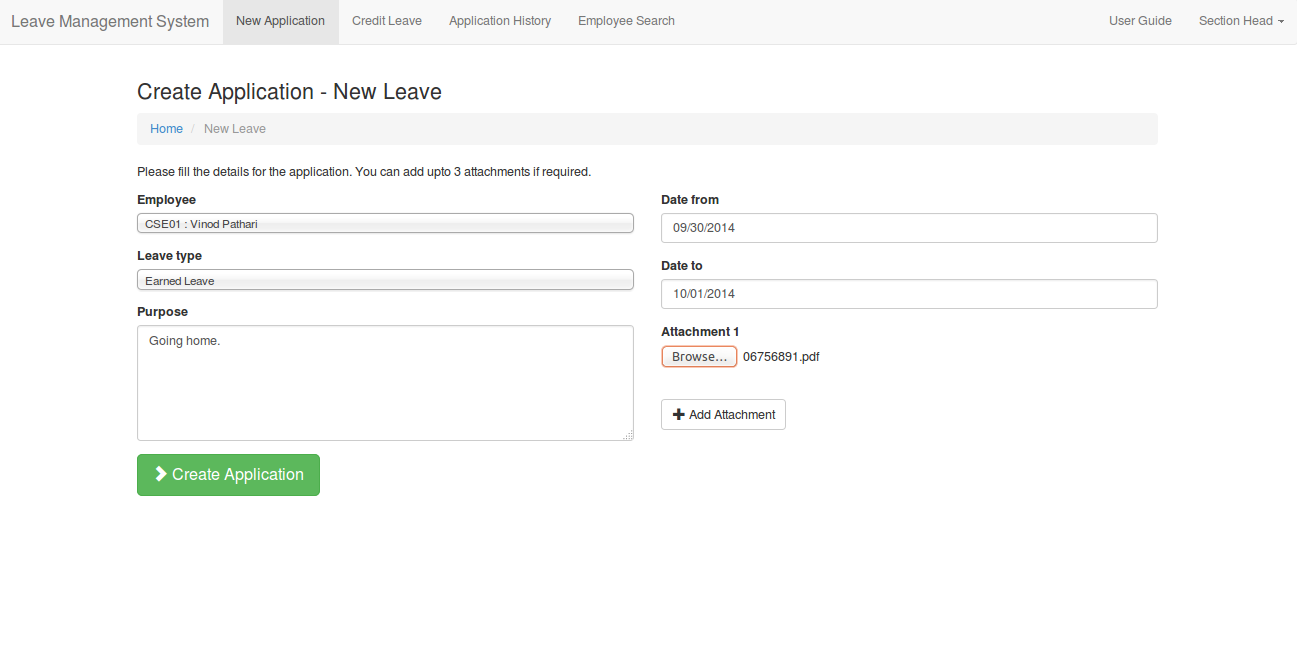 Leave Management System New Application Credit Leave Application History Employee Search User Guide Section Head
Create Application - New Leave
Home / New Leave
Please fill the details for the application. You can add upto 3 attachments if required.
Employee
CSE01 : Vinod Pathari
Leave type
Earned Leave
Purpose
Going home.
Date from
09/30/2014
Date to
10/01/2014
Attachment 1
Browse... 06756891.pdf
Add Attachment
Create Application